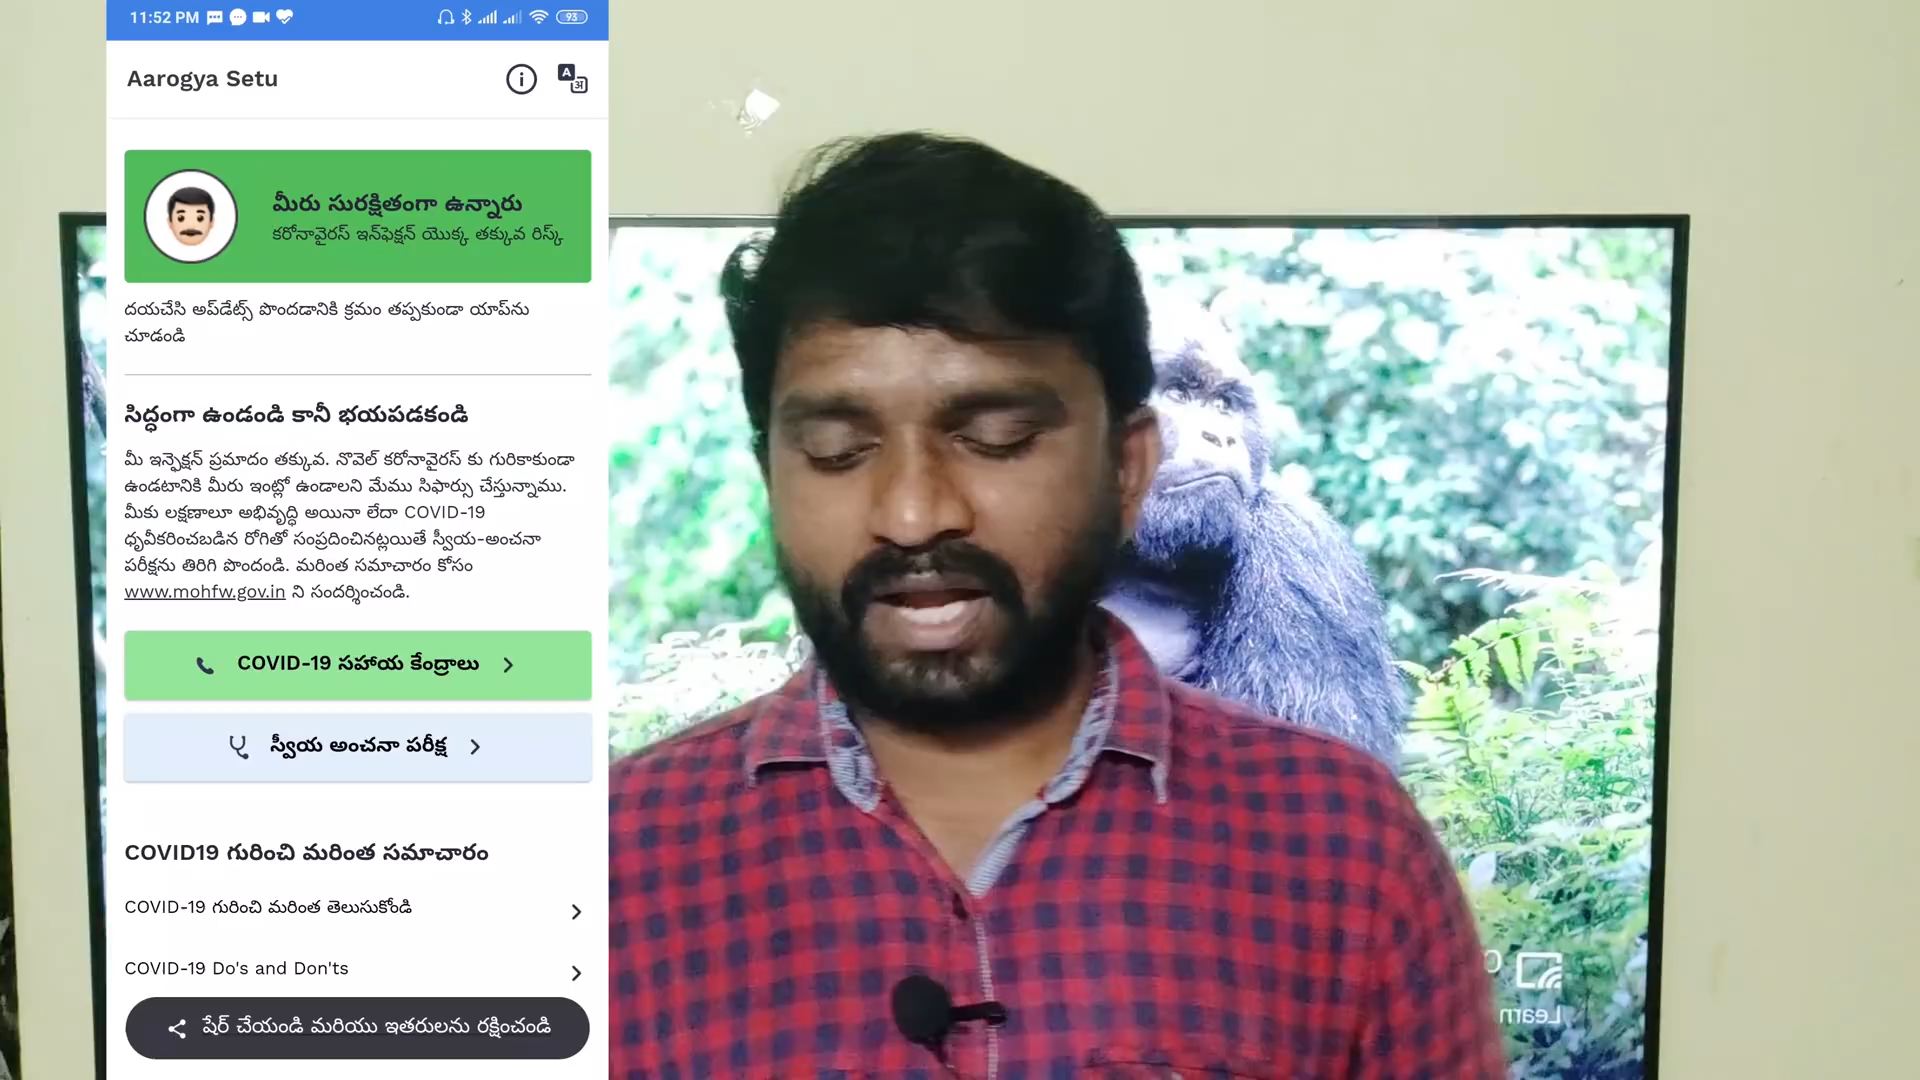 11:52 PM
93
Aarogya Setu
మీరు సురక్షితంగా ఉన్నారు
కరోనావైరస్ ఇన్‌ఫెక్షన్ యొక్క తక్కువ రిస్క్
దయచేసి అప్‌డేట్స్ పొందడానికి క్రమం తప్పకుండా యాప్‌ను
చూడండి
సిద్ధంగా ఉండండి కానీ భయపడకండి
మీ ఇన్ఫెక్షన్ ప్రమాదం తక్కువ. నొవెల్ కరోనావైరస్ కు గురికాకుండా
ఉండటానికి మీరు ఇంట్లో ఉండాలని మేము సిఫార్సు చేస్తున్నాము.
మీకు లక్షణాలూ అభివృద్ధి అయినా లేదా COVID-19
ధృవీకరించబడిన రోగితో సంప్రదించినట్లయితే స్వీయ-అంచనా
పరీక్షను తిరిగి పొందండి. మరింత సమాచారం కోసం
www.mohfw.gov.in ని సందర్శించండి.
COVID-19 సహాయ కేంద్రాలు
స్వీయ అంచనా పరీక్ష
COVID19 గురించి మరింత సమాచారం
COVID-19 గురించి మరింత తెలుసుకోండి
COVID-19 Do's and Don'ts
షేర్ చేయండి మరియు ఇతరులను రక్షించండి
Learn